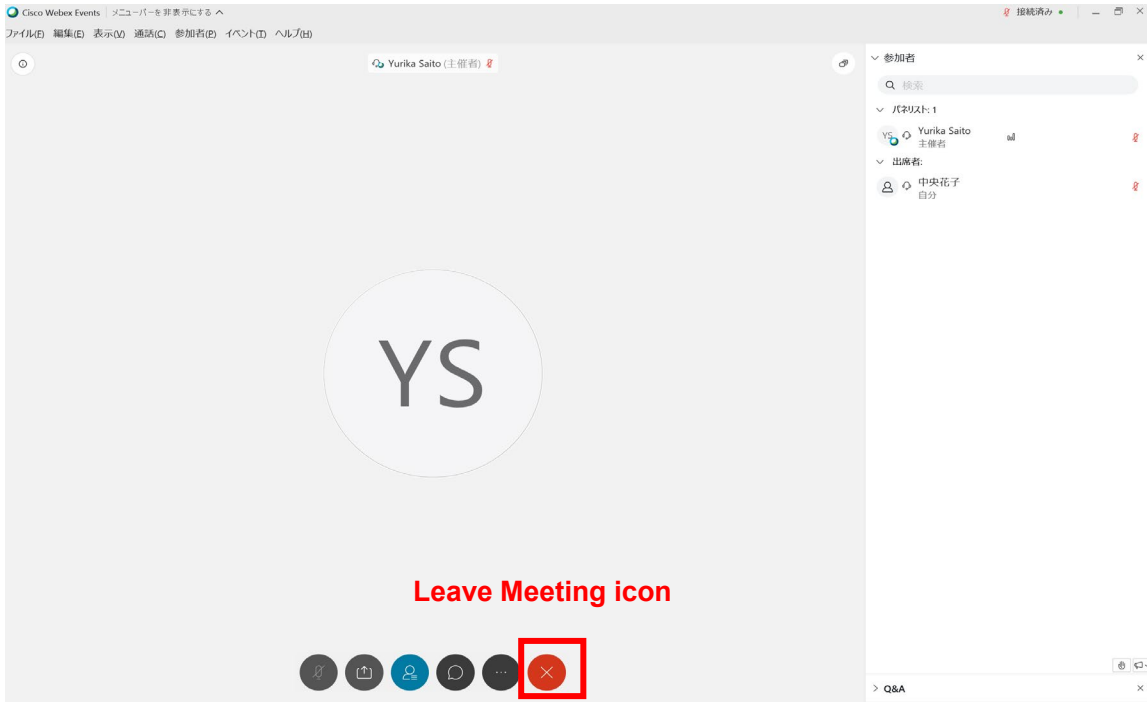 Cisco Webex Events メニューバーを非表示にする
接続済み
ファイル(F) 編集(E) 表示(V) 通話(C) 参加者(P) イベント(T) ヘルプ(H)
Yurika Saito (主催者)
参加者
検索
パネリスト: 1
YS Yurika Saito
主催者
出席者:
中央花子
自分
YS
Leave Meeting icon
Q&A